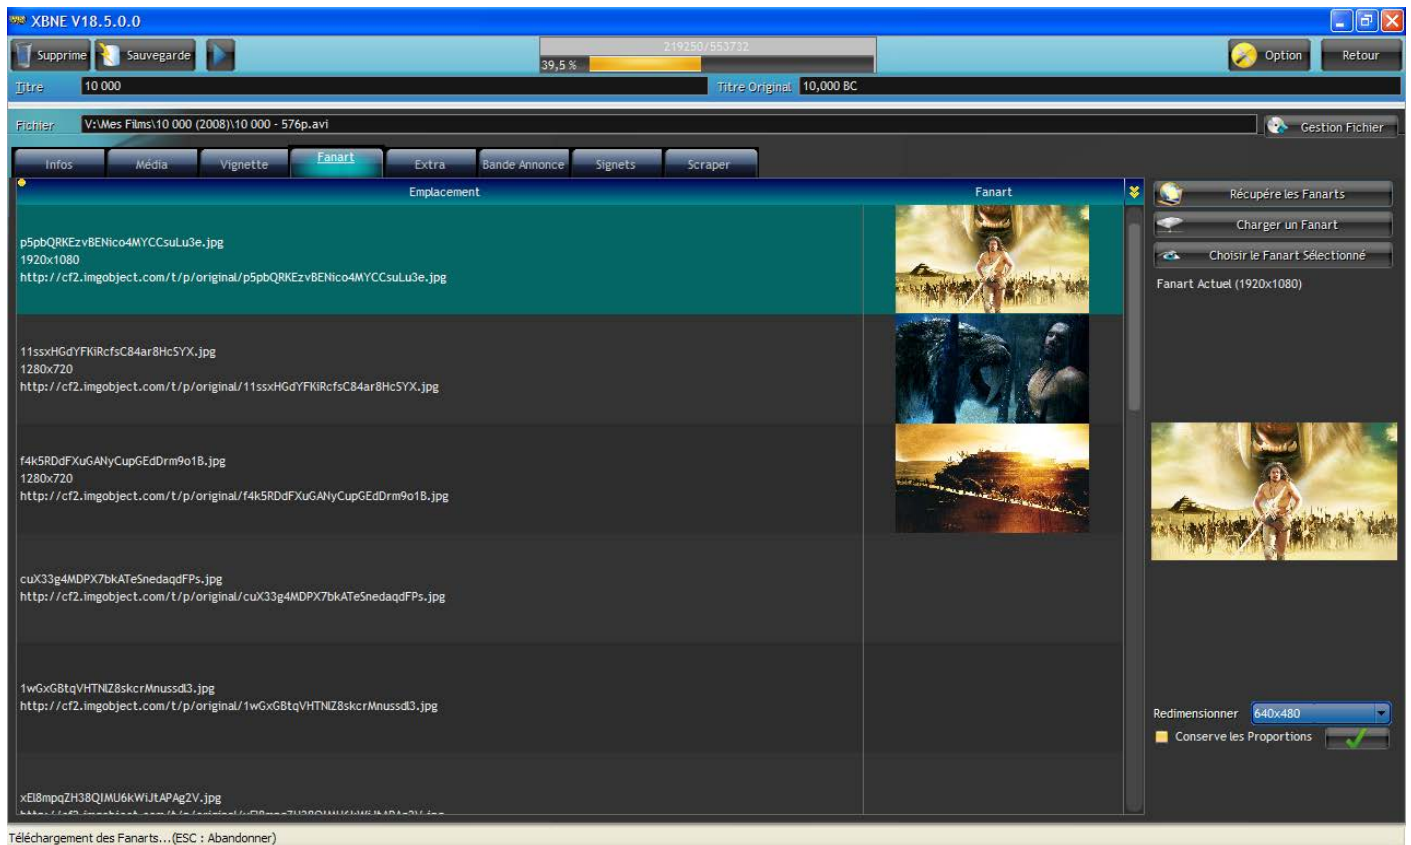 XBNE V18.5.0.0
Supprime Sauvegarde 219250/553732 Option Retour
39,5 %
Titre 10 000 Titre Original 10,000 BC
Fichier V:\Mes Films\10 000 (2008)\10 000 - 576p.avi Gestion Fichier
Infos Média Vignette Fanart Extra Bande Annonce Signets Scraper
Emplacement Fanart
Récupére les Fanarts
Charger un Fanart
Choisir le Fanart Sélectionné
Fanart Actuel (1920x1080)
p5pbQRKEzvBENico4MYCCsuLu3e.jpg
1920x1080
http://cf2.imgobject.com/t/p/original/p5pbQRKEzvBENico4MYCCsuLu3e.jpg
11ssxHGdYFKiRcfsC84ar8HcSYX.jpg
1280x720
http://cf2.imgobject.com/t/p/original/11ssxHGdYFKiRcfsC84ar8HcSYX.jpg
f4k5RDdFXuGANyCupGEdDrm9o1B.jpg
1280x720
http://cf2.imgobject.com/t/p/original/f4k5RDdFXuGANyCupGEdDrm9o1B.jpg
cuX33g4MDPX7bkATeSnedaqdFPs.jpg
http://cf2.imgobject.com/t/p/original/cuX33g4MDPX7bkATeSnedaqdFPs.jpg
1wGxGBtqVHTNlZ8skcrMnussdl3.jpg
http://cf2.imgobject.com/t/p/original/1wGxGBtqVHTNlZ8skcrMnussdl3.jpg
Redimensionner 640x480
Conserve les Proportions
xEl8mpqZH38QIMU6kWiJtAPAg2V.jpg
Téléchargement des Fanarts...(ESC : Abandonner)